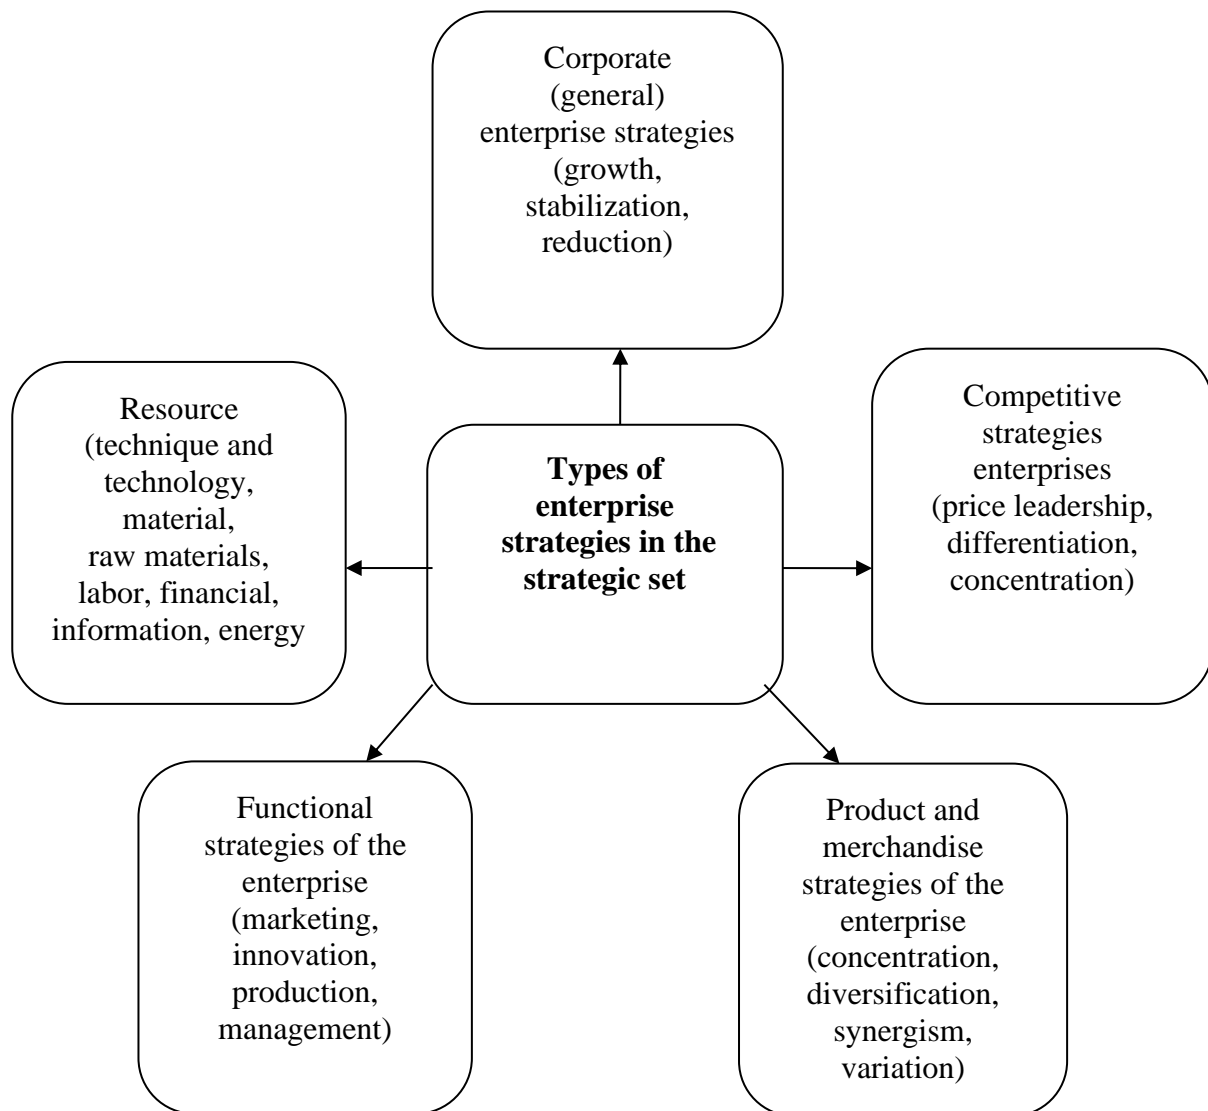 Corporate
(general)
enterprise strategies
(growth,
stabilization,
reduction)
Resource
(technique and
technology,
material,
raw materials,
labor, financial,
information, energy
Types of
enterprise
strategies in the
strategic set
Competitive
strategies
enterprises
(price leadership,
differentiation,
concentration)
Functional
strategies of the
enterprise
(marketing,
innovation,
production,
management)
Product and
merchandise
strategies of the
enterprise
(concentration,
diversification,
synergism,
variation)